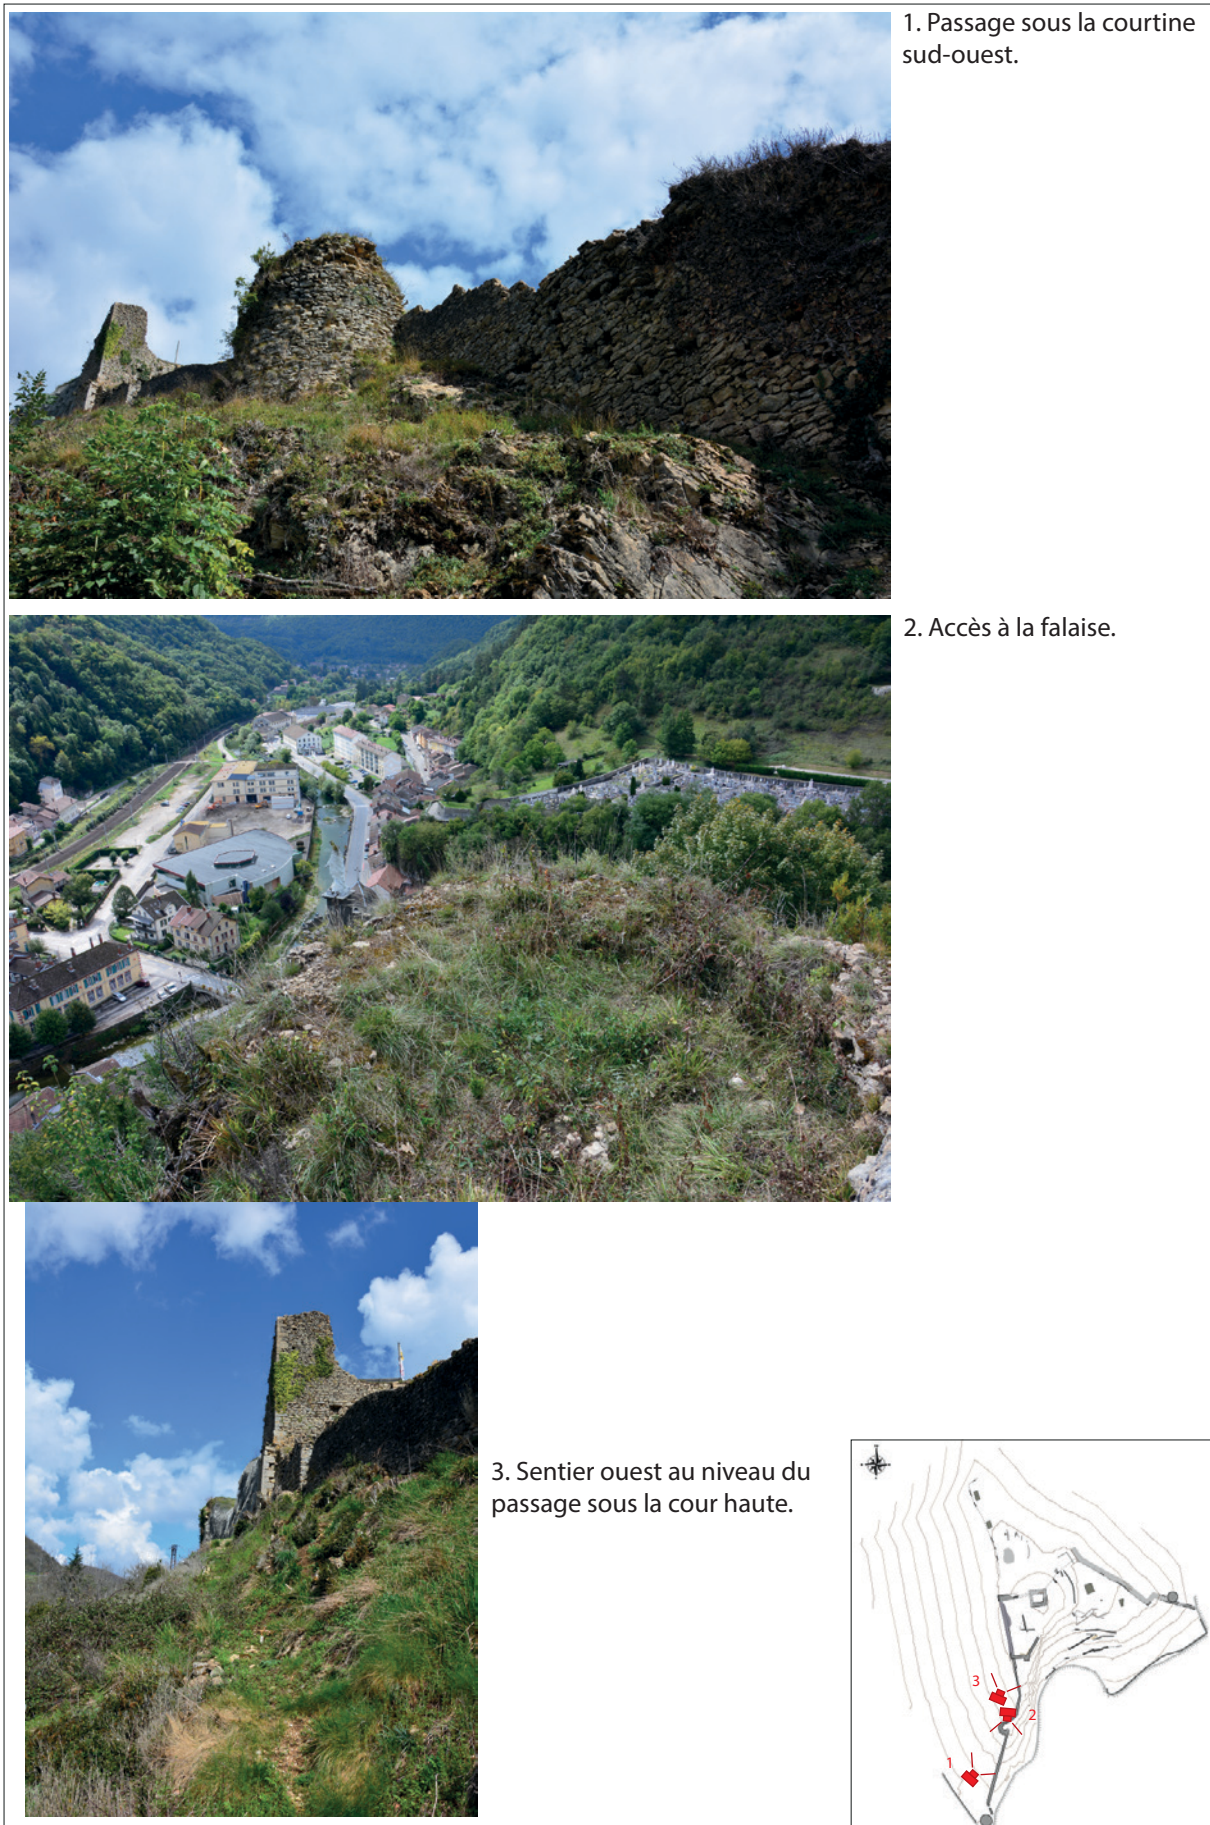 1. Passage sous la courtine
sud-ouest.
2. Accès à la falaise.
3. Sentier ouest au niveau du
passage sous la cour haute.
3
2
1